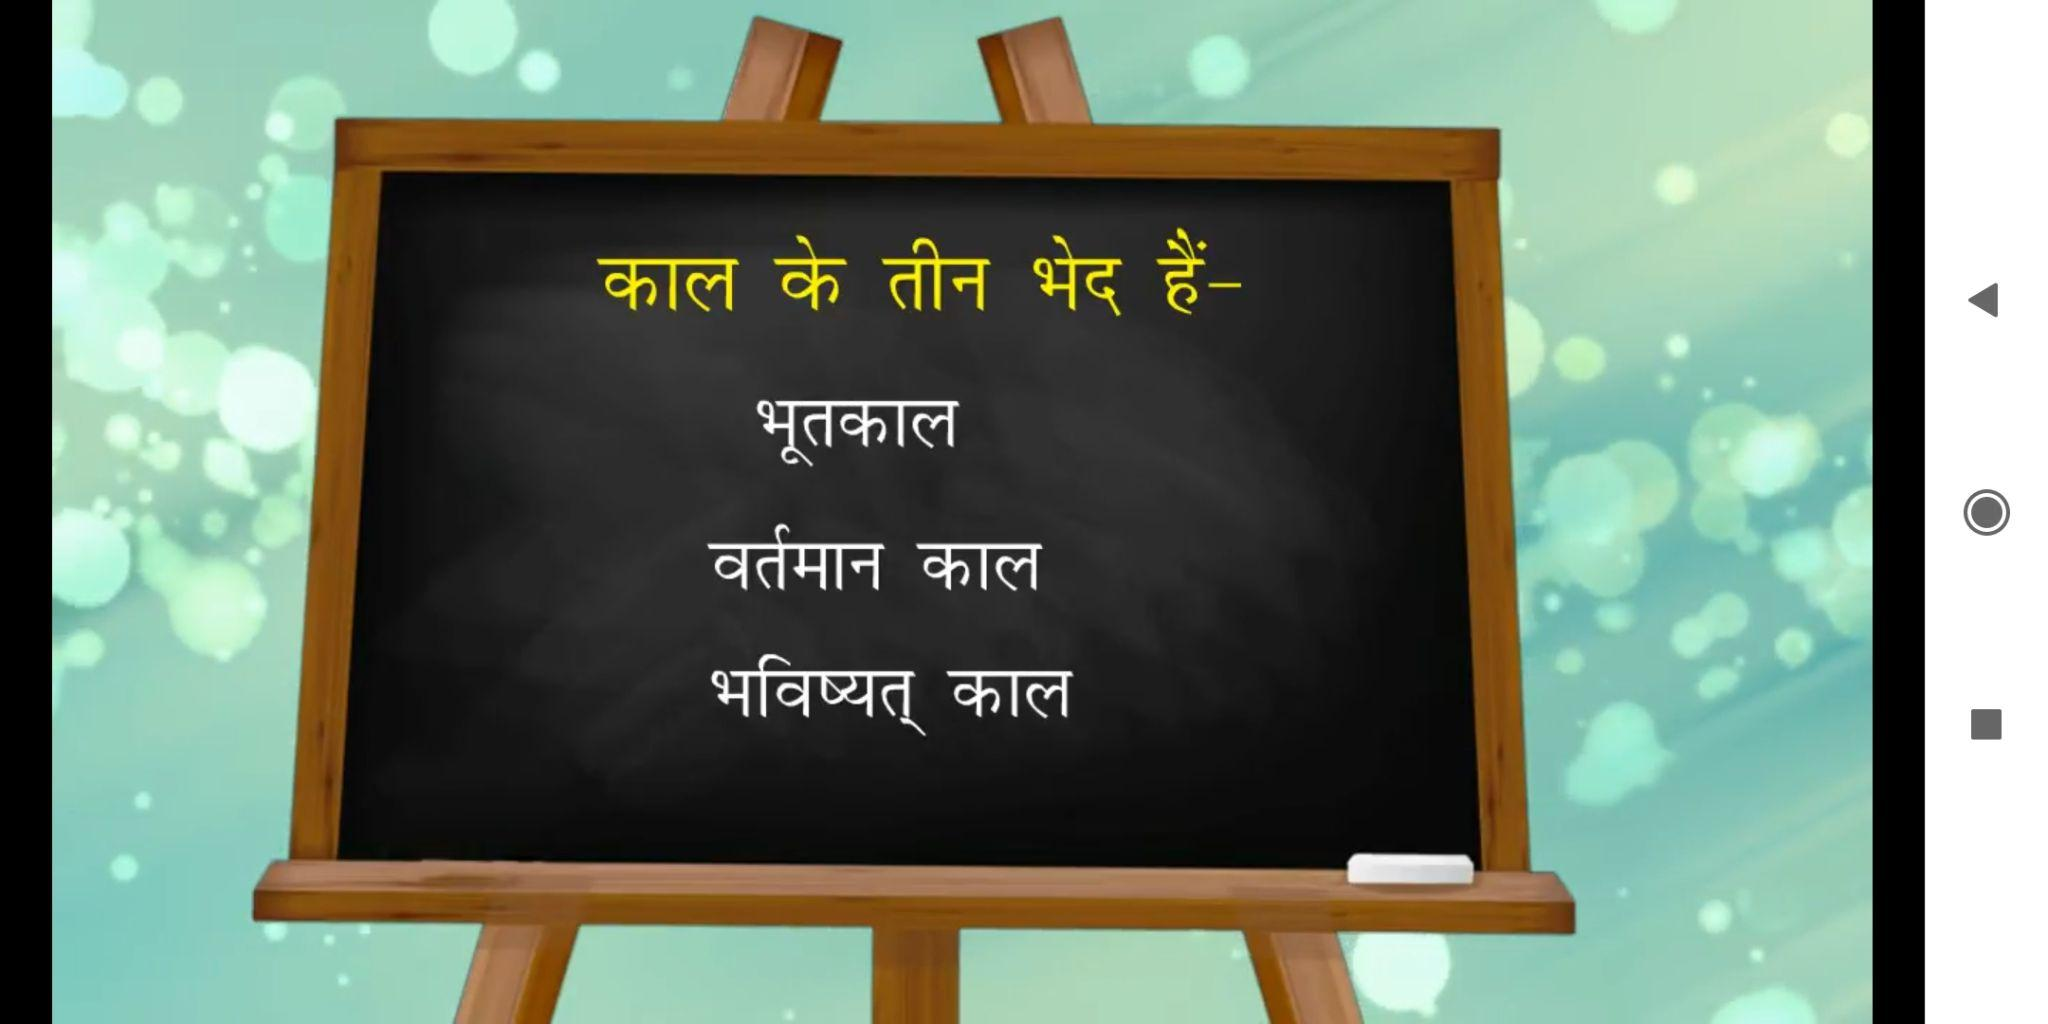 काल के तीन भेद हैं–
भूतकाल
वर्तमान काल
भविष्यत् काल